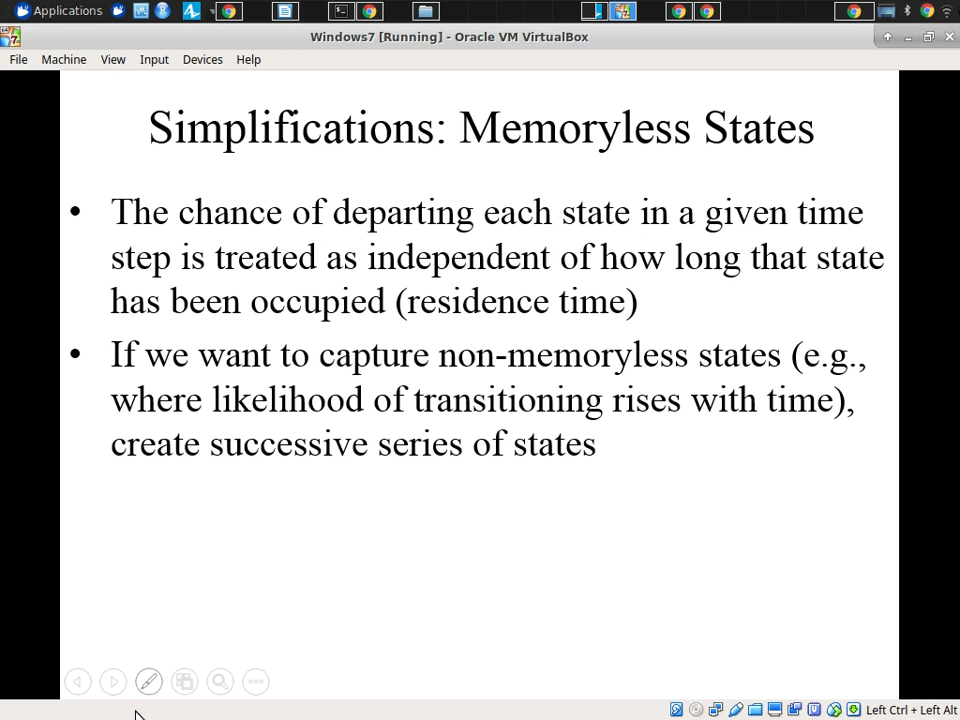 Applications
Windows7 [Running] - Oracle VM VirtualBox
File Machine View Input Devices Help
Simplifications: Memoryless States
• The chance of departing each state in a given time
step is treated as independent of how long that state
has been occupied (residence time)
• If we want to capture non-memoryless states (e.g.,
where likelihood of transitioning rises with time),
create successive series of states
Left Ctrl + Left Alt